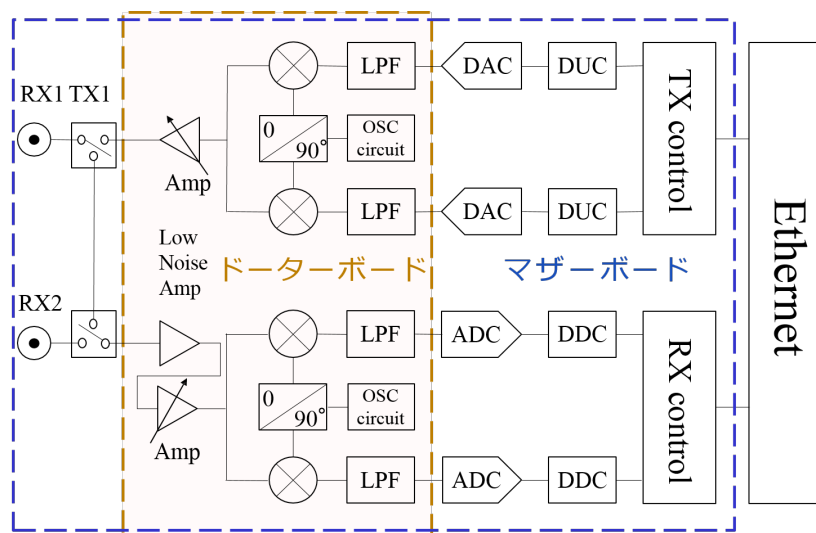 RX1 TX1
Amp
0
90°
OSC
circuit
LPF
LPF
DAC
DAC
DUC
DUC
TX control
Ethernet
ドーターボード
マザーボード
RX2
Low
Noise
Amp
Amp
0
90°
OSC
circuit
LPF
LPF
ADC
ADC
DDC
DDC
RX control